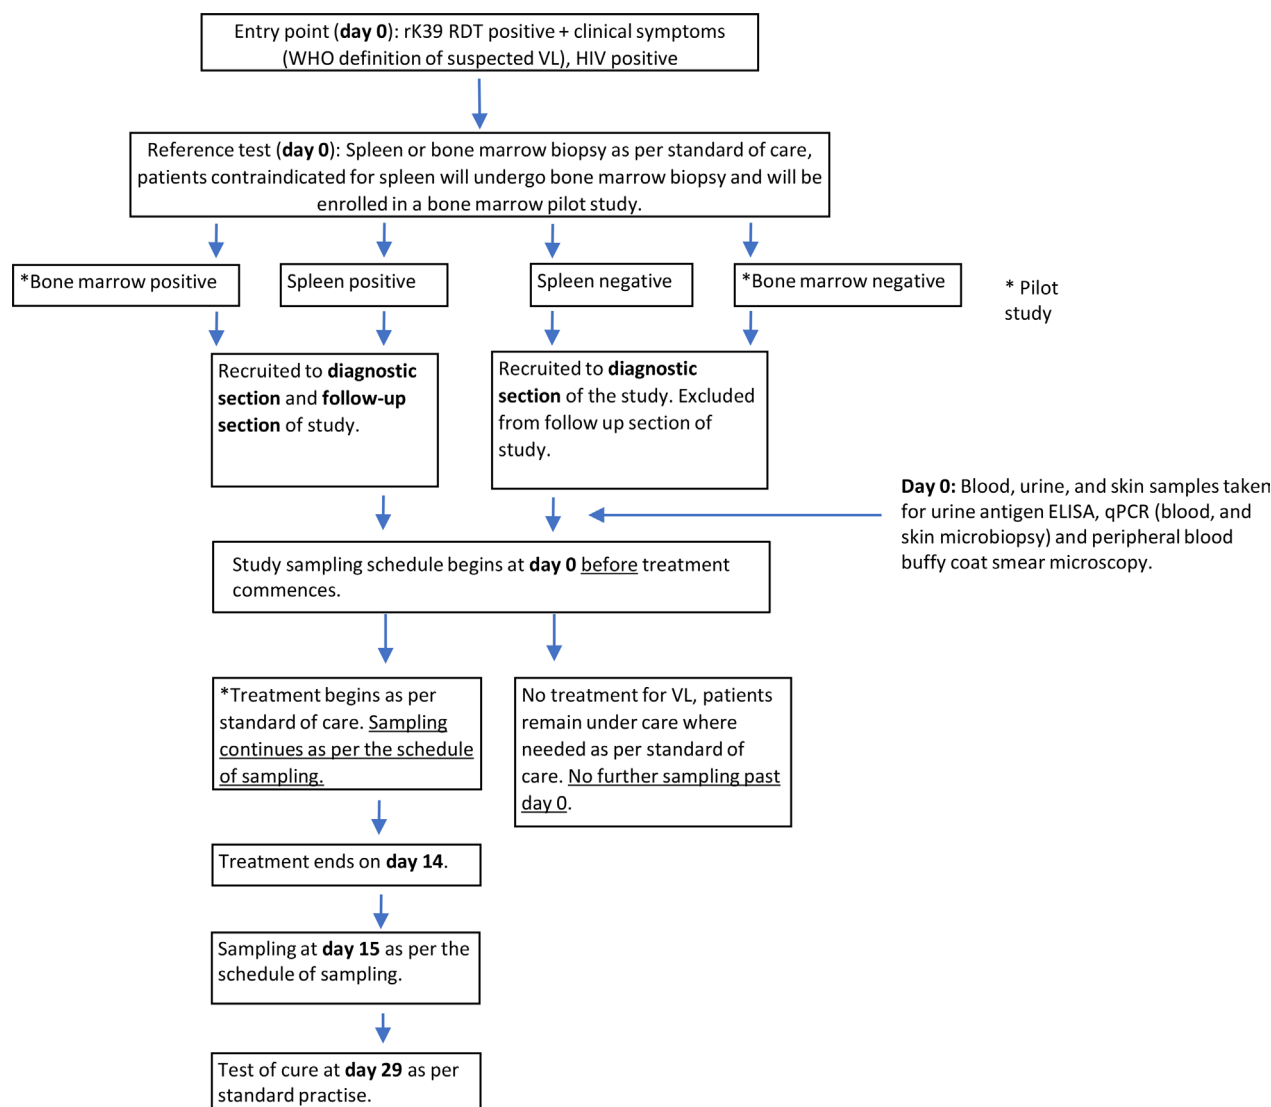 Entry point (day 0): rK39 RDT positive + clinical symptoms
(WHO definition of suspected VL), HIV positive
Reference test (day 0): Spleen or bone marrow biopsy as per standard of care,
patients contraindicated for spleen will undergo bone marrow biopsy and will be
enrolled in a bone marrow pilot study.
*Bone marrow positive
Spleen positive
Spleen negative
*Bone marrow negative
* Pilot
study
Recruited to diagnostic
section and follow-up
section of study.
Recruited to diagnostic
section of the study. Excluded
from follow up section of
study.
Day 0: Blood, urine, and skin samples taken
for urine antigen ELISA, qPCR (blood, and
skin microbiopsy) and peripheral blood
buffy coat smear microscopy.
Study sampling schedule begins at day 0 before treatment
commences.
*Treatment begins as per
standard of care. Sampling
continues as per the schedule
of sampling.
No treatment for VL, patients
remain under care where
needed as per standard of
care. No further sampling past
day 0.
Treatment ends on day 14.
Sampling at day 15 as per the
schedule of sampling.
Test of cure at day 29 as per
standard practise.